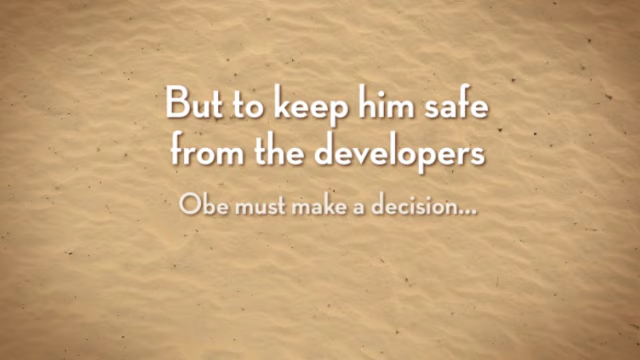 But to keep him safe
from the developers
Obe must make a decision...